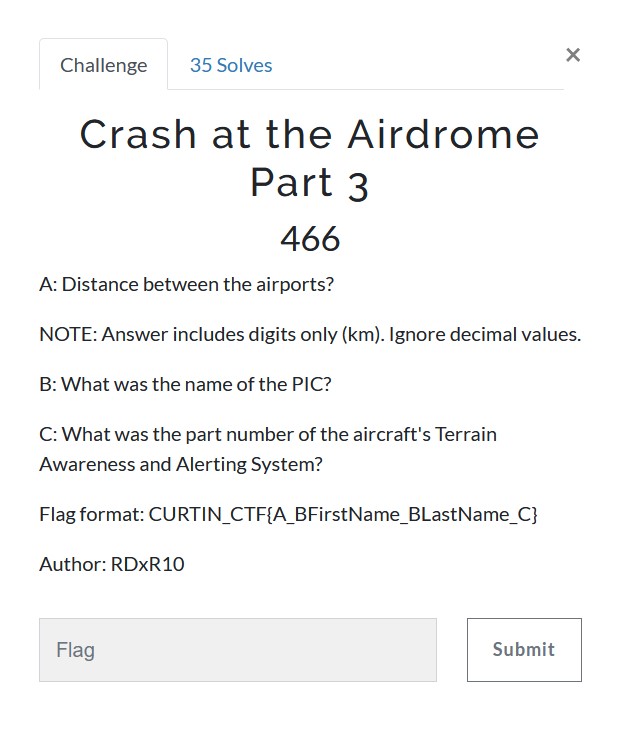 Challenge
35 Solves
×
Crash at the Airdrome
Part 3
466
A: Distance between the airports?
NOTE: Answer includes digits only (km). Ignore decimal values.
B: What was the name of the PIC?
C: What was the part number of the aircraft's Terrain
Awareness and Alerting System?
Flag format: CURTIN_CTF{A_BFirstName_BLastName_C}
Author: RDxR10
Flag
Submit